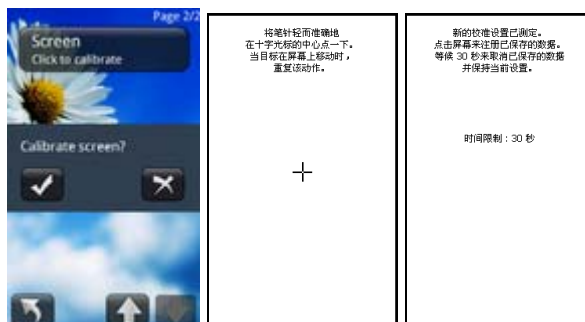 Page 2/2
Screen
Click to calibrate
Calibrate screen?
将笔针轻而准确地
在十字光标的中心点一下。
当目标在屏幕上移动时，
重复该动作。
新的校准设置已测定。
点击屏幕来注册已保存的数据。
等候 30 秒来取消已保存的数据
并保持当前设置。
时间限制：30 秒